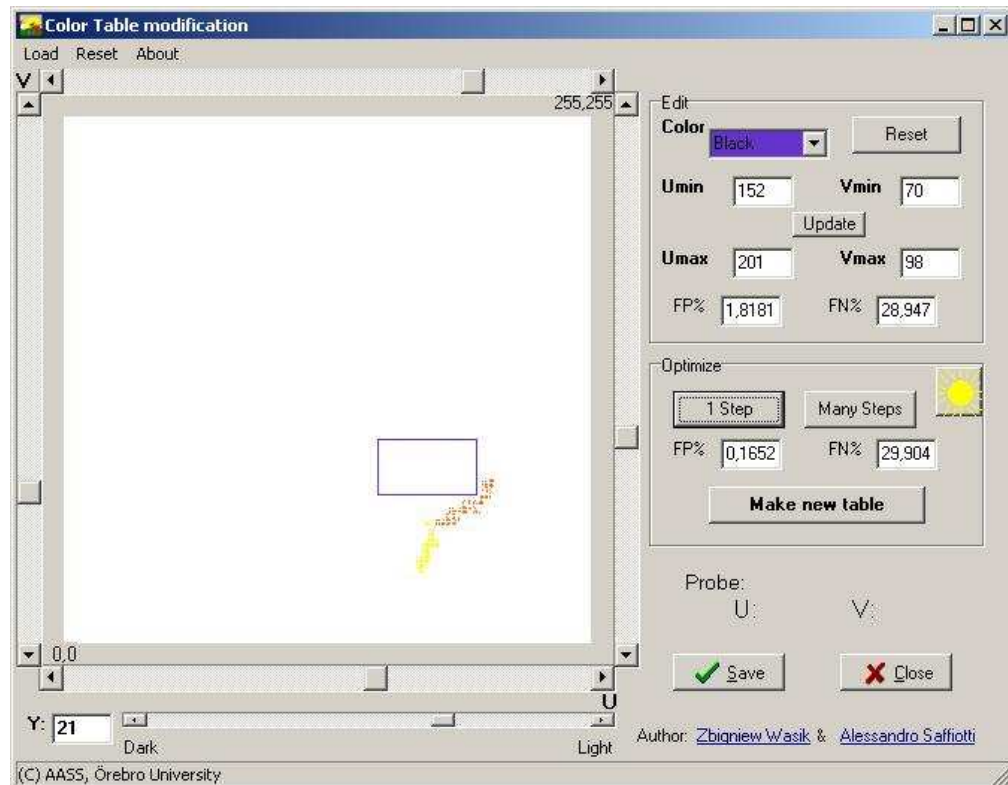 Color Table modification
Load Reset About
V
255,255
Edit
Color Black Reset
Umin 152 Vmin 70
Update
Umax 201 Vmax 98
FP% 1,8181 FN% 28,947
Optimize
1 Step Many Steps
FP% 0,1652 FN% 29,904
Make new table
Probe:
U: V:
0,0
Save Close
U
Y: 21
Dark Light
Author: Zbigniew Wasik & Alessandro Saffiotti
(C) AASS, Örebro University